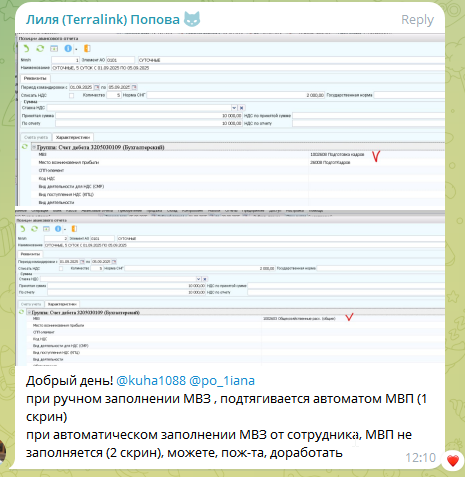 Лиля (Terralink) Попова
Reply
Позиция авансового отчета
№п/п 1 Элемент АО 0101 СУТОЧНЫЕ
Наименование СУТОЧНЫЕ, 5 СУТОК С 01.09.2025 ПО 05.09.2025
Реквизиты
Период командировки с 01.09.2025 по 05.09.2025
Списать НДС Количество 5 Норма СНГ 2 000,00 Государственная норма
Сумма
Ставка НДС
Принятая сумма 10 000,00 НДС по принятой сумме
По отчету 10 000,00 НДС по отчету
Счета учета Характеристики
Группа: Счет дебета 3205030109 (Бухгалтерский)
МВЗ Подготовка кадров
Место возникновения прибыли
СПП элемент
Код НДС
Вид деятельности для НДС (СМР)
Вид поступления НДС (ВПЦ)
Вид деятельности
№п/п 2 Элемент АО 0101 СУТОЧНЫЕ
Наименование СУТОЧНЫЕ, 5 СУТОК С 01.09.2025 ПО 05.09.2025
Реквизиты
Период командировки с 01.09.2025 по 05.09.2025
Списать НДС Количество 5 Норма СНГ 2 000,00 Государственная норма
Сумма
Ставка НДС
Принятая сумма 10 000,00 НДС по принятой сумме
По отчету 10 000,00 НДС по отчету
Счета учета Характеристики
Группа: Счет дебета 3205030109 (Бухгалтерский)
МВЗ
Место возникновения прибыли
СПП элемент
Код НДС
Вид деятельности для НДС (СМР)
Вид поступления НДС (ВПЦ)
Вид деятельности
Добрый день! @kuha1088 @po_1iana
при ручном заполнении МВЗ , подтягивается автоматом МВП (1
скрин)
при автоматическом заполнении МВЗ от сотрудника, МВП не
заполняется (2 скрин), можете, пож-та, доработать
12:10